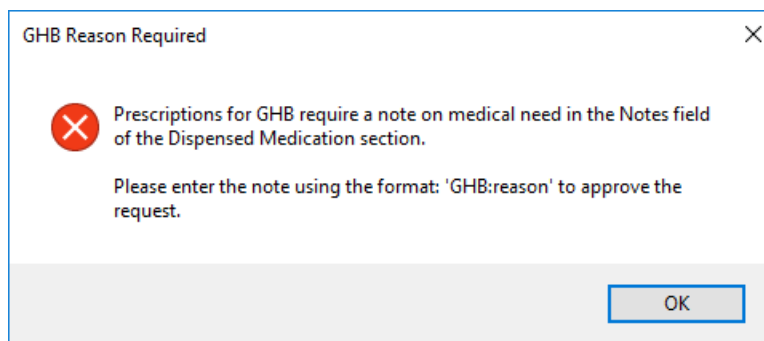 GHB Reason Required
Prescriptions for GHB require a note on medical need in the Notes field
of the Dispensed Medication section.
Please enter the note using the format: 'GHB:reason' to approve the
request.
OK